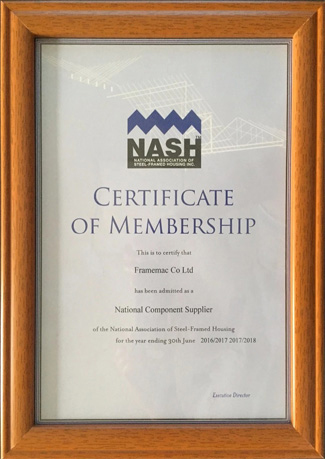 NASH
NATIONAL ASSOCIATION OF
STEEL-FRAMED HOUSING INC.
CERTIFICATE
OF MEMBERSHIP
This is to certify that
Framemac Co Ltd
has been admitted as a
National Component Supplier
of the National Association of Steel-Framed Housing
for the year ending 30th June 2016/2017 2017/2018
Executive Director